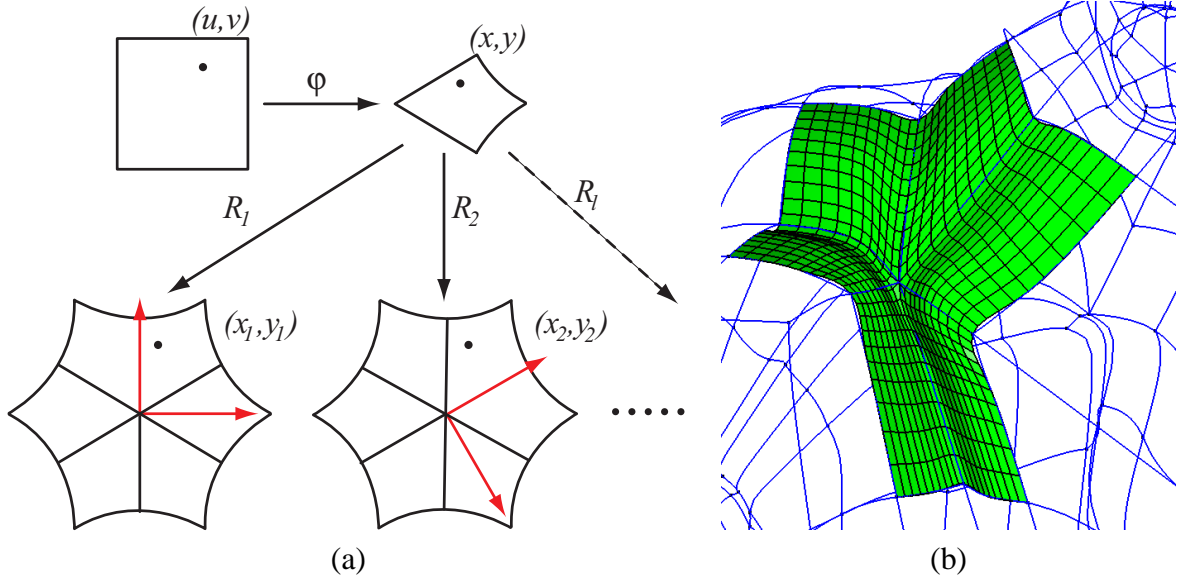 (u,v)
(x,y)
φ
R1
R2
Rl
(x1,y1)
(x2,y2)
(a)
(b)